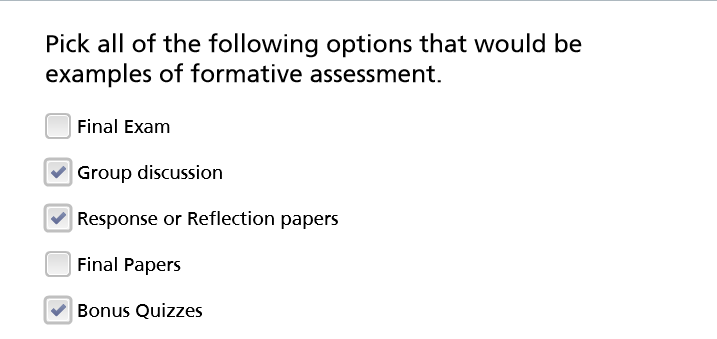 Pick all of the following options that would be
examples of formative assessment.
Final Exam
Group discussion
Response or Reflection papers
Final Papers
Bonus Quizzes